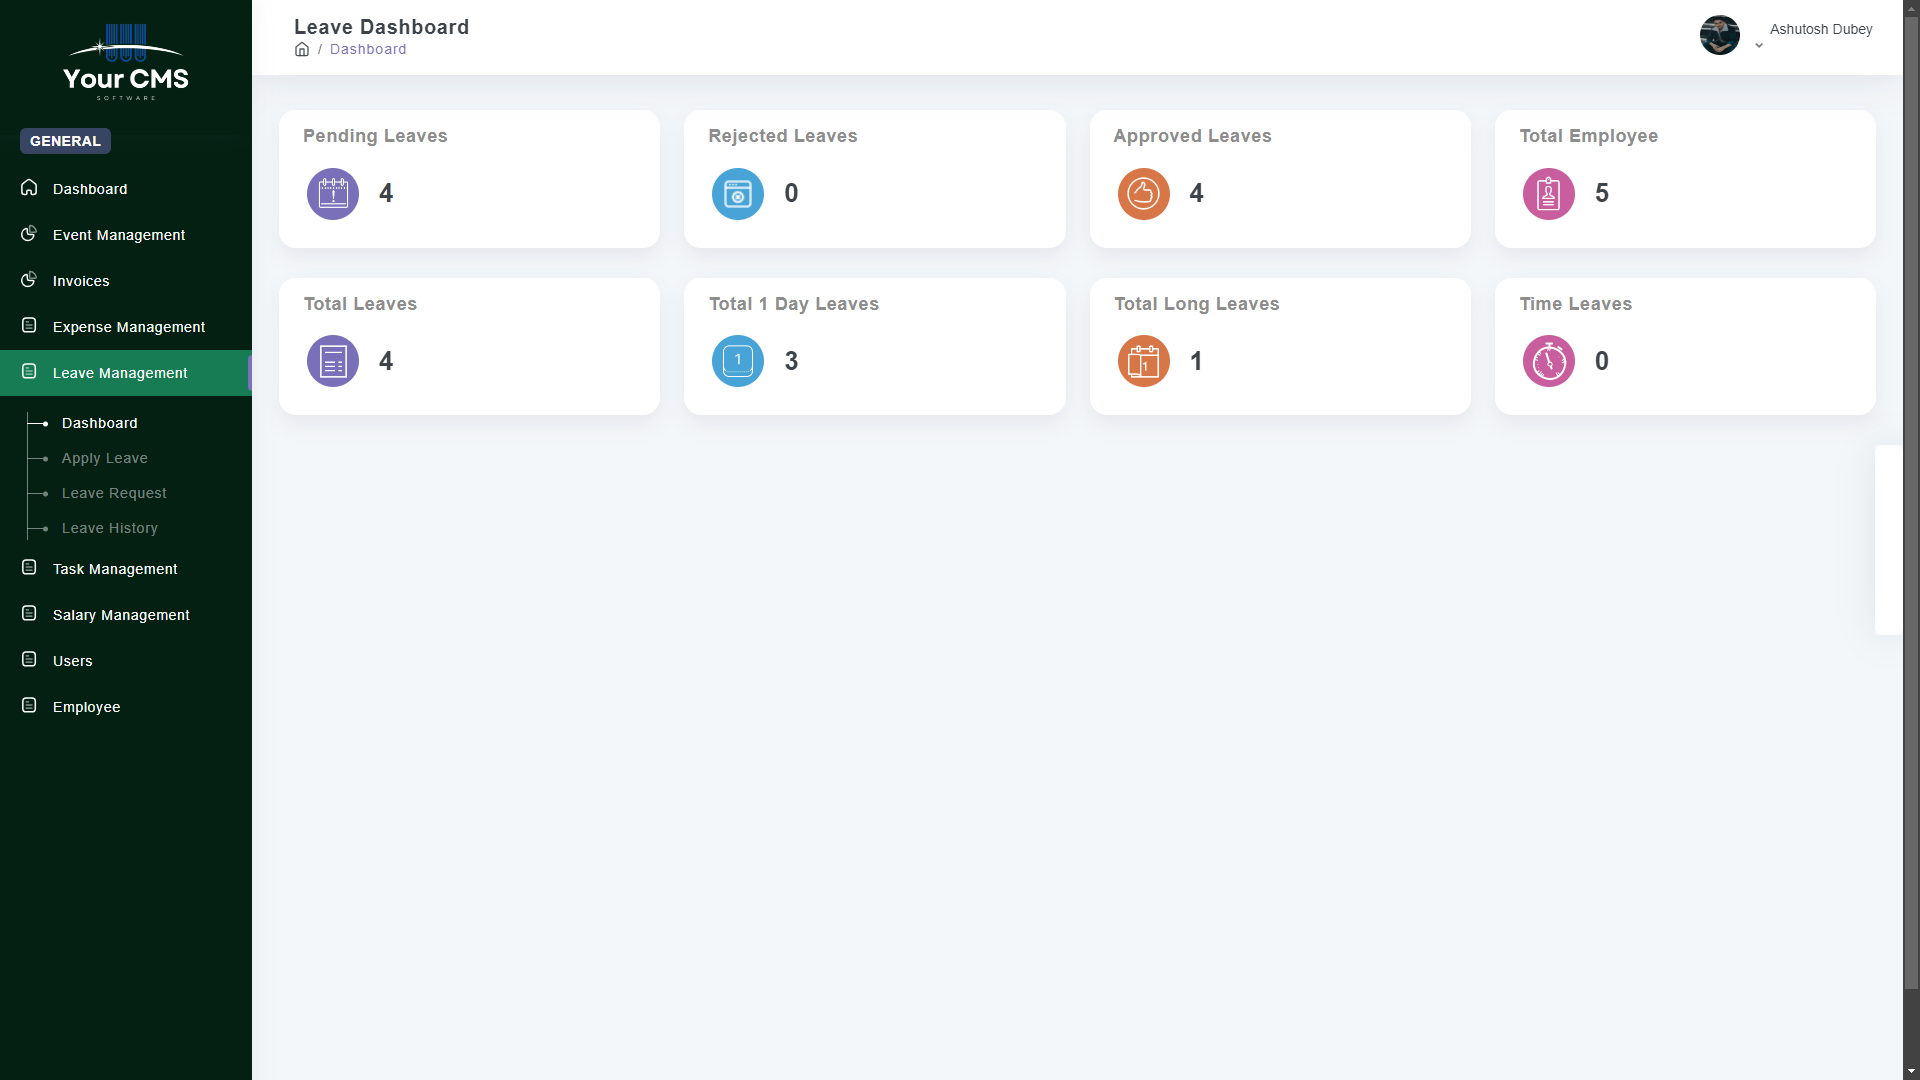 Your CMS
SOFTWARE
GENERAL
Dashboard
Event Management
Invoices
Expense Management
Leave Management
Dashboard
Apply Leave
Leave Request
Leave History
Task Management
Salary Management
Users
Employee
Leave Dashboard
/ Dashboard
Ashutosh Dubey
Pending Leaves
4
Rejected Leaves
0
Approved Leaves
4
Total Employee
5
Total Leaves
4
Total 1 Day Leaves
1
3
Total Long Leaves
1
1
Time Leaves
0